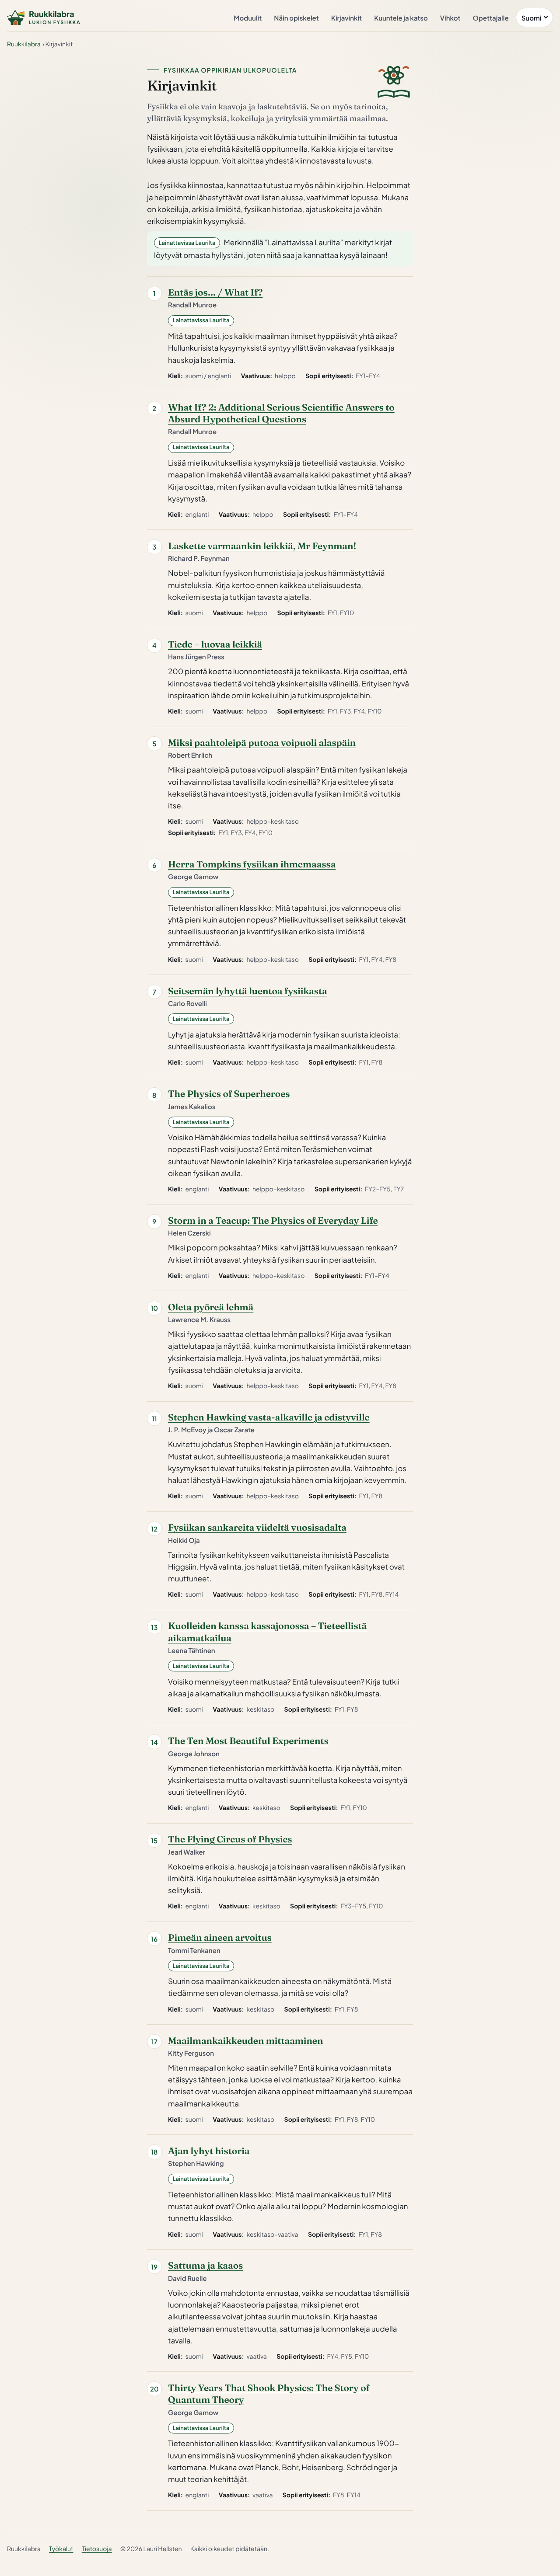 Ruukkilabra
LUKION FYSIIKKA
Moduulit Näin opiskelet Kirjavinkit Kuuntele ja katso Vihkot Opettajalle Suomi
Ruukkilabra › Kirjavinkit
FYSIIKKAA OPPIKIRJAN ULKOPUOLELTA
Kirjavinkit
Fysiikka ei ole vain kaavoja ja laskutehtäviä. Se on myös tarinoita,
yllättäviä kysymyksiä, kokeiluja ja yrityksiä ymmärtää maailmaa.
Näistä kirjoista voit löytää uusia näkökulmia tuttuihin ilmiöihin tai tutustua
fysiikkaan, jota ei ehditä käsitellä oppitunneilla. Kaikkia kirjoja ei tarvitse
lukea alusta loppuun. Voit aloittaa yhdestä kiinnostavasta luvusta.
Jos fysiikka kiinnostaa, kannattaa tutustua myös näihin kirjoihin. Helpoimmat
ja helpoimmin lähestyttävät ovat listan alussa, vaativimmat lopussa. Mukana
on kokeiluja, arkisia ilmiöitä, fysiikan historiaa, ajatuskokeita ja vähän
erikoisempiakin kysymyksiä.
Lainattavissa Laurilta Merkinnällä "Lainattavissa Laurilta" merkityt kirjat
löytyvät omasta hyllystäni, joten niitä saa ja kannattaa kysyä lainaan!
1 Entäs jos... / What If?
Randall Munroe
Lainattavissa Laurilta
Mitä tapahtuisi, jos kaikki maailman ihmiset hyppäisivät yhtä aikaa?
Hullunkurisista kysymyksistä syntyy yllättävän vakavaa fysiikkaa ja
hauskoja laskelmia.
Kieli: suomi / englanti Vaativuus: helppo Sopii erityisesti: FY1–FY4
2 What If? 2: Additional Serious Scientific Answers to
Absurd Hypothetical Questions
Randall Munroe
Lainattavissa Laurilta
Lisää mielikuvituksellisia kysymyksiä ja tieteellisiä vastauksia. Voisiko
maapallon ilmakehää viilentää avaamalla kaikki pakastimet yhtä aikaa?
Kirja osoittaa, miten fysiikan avulla voidaan tutkia lähes mitä tahansa
kysymystä.
Kieli: englanti Vaativuus: helppo Sopii erityisesti: FY1–FY4
3 Laskette varmaankin leikkiä, Mr Feynman!
Richard P. Feynman
Nobel-palkitun fyysikon humoristisia ja joskus hämmästyttäviä
muisteluksia. Kirja kertoo ennen kaikkea uteliaisuudesta,
kokeilemisesta ja tutkijan tavasta ajatella.
Kieli: suomi Vaativuus: helppo Sopii erityisesti: FY1, FY10
4 Tiede – luovaa leikkiä
Hans Jürgen Press
200 pientä koetta luonnontieteestä ja tekniikasta. Kirja osoittaa, että
kiinnostavaa tiedettä voi tehdä yksinkertaisilla välineillä. Erityisen hyvä
inspiraation lähde omiin kokeiluihin ja tutkimusprojekteihin.
Kieli: suomi Vaativuus: helppo Sopii erityisesti: FY1, FY3, FY4, FY10
5 Miksi paahtoleipä putoaa voipuoli alaspäin
Robert Ehrlich
Miksi paahtoleipä putoaa voipuoli alaspäin? Entä miten fysiikan lakeja
voi havainnollistaa tavallisilla kodin esineillä? Kirja esittelee yli sata
kekseliästä havaintoesitystä, joiden avulla fysiikan ilmiöitä voi tutkia
itse.
Kieli: suomi Vaativuus: helppo–keskitaso
Sopii erityisesti: FY1, FY3, FY4, FY10
6 Herra Tompkins fysiikan ihmemaassa
George Gamow
Lainattavissa Laurilta
Tieteenhistoriallinen klassikko: Mitä tapahtuisi, jos valonnopeus olisi
yhtä pieni kuin autojen nopeus? Mielikuvitukselliset seikkailut tekevät
suhteellisuusteorian ja kvanttifysiikan erikoisista ilmiöistä
ymmärrettäviä.
Kieli: suomi Vaativuus: helppo–keskitaso Sopii erityisesti: FY1, FY4, FY8
7 Seitsemän lyhyttä luentoa fysiikasta
Carlo Rovelli
Lainattavissa Laurilta
Lyhyt ja ajatuksia herättävä kirja modernin fysiikan suurista ideoista:
suhteellisuusteoriasta, kvanttifysiikasta ja maailmankaikkeudesta.
Kieli: suomi Vaativuus: helppo–keskitaso Sopii erityisesti: FY1, FY8
8 The Physics of Superheroes
James Kakalios
Lainattavissa Laurilta
Voisiko Hämähäkkimies todella heilua seittinsä varassa? Kuinka
nopeasti Flash voisi juosta? Entä miten Teräsmiehen voimat
suhtautuvat Newtonin lakeihin? Kirja tarkastelee supersankarien kykyjä
oikean fysiikan avulla.
Kieli: englanti Vaativuus: helppo–keskitaso Sopii erityisesti: FY2–FY5, FY7
9 Storm in a Teacup: The Physics of Everyday Life
Helen Czerski
Miksi popcorn poksahtaa? Miksi kahvi jättää kuivuessaan renkaan?
Arkiset ilmiöt avaavat yhteyksiä fysiikan suuriin periaatteisiin.
Kieli: englanti Vaativuus: helppo–keskitaso Sopii erityisesti: FY1–FY4
10 Oleta pyöreä lehmä
Lawrence M. Krauss
Miksi fyysikko saattaa olettaa lehmän palloksi? Kirja avaa fysiikan
ajattelutapaa ja näyttää, kuinka monimutkaisista ilmiöistä rakennetaan
yksinkertaisia malleja. Hyvä valinta, jos haluat ymmärtää, miksi
fysiikassa tehdään oletuksia ja arvioita.
Kieli: suomi Vaativuus: helppo–keskitaso Sopii erityisesti: FY1, FY4, FY8
11 Stephen Hawking vasta-alkaville ja edistyville
J. P. McEvoy ja Oscar Zarate
Kuvitettu johdatus Stephen Hawkingin elämään ja tutkimukseen.
Mustat aukot, suhteellisuusteoria ja maailmankaikkeuden suuret
kysymykset tulevat tutuiksi tekstin ja piirrosten avulla. Vaihtoehto, jos
haluat lähestyä Hawkingin ajatuksia hänen omia kirjojaan kevyemmin.
Kieli: suomi Vaativuus: helppo–keskitaso Sopii erityisesti: FY1, FY8
12 Fysiikan sankareita viideltä vuosisadalta
Heikki Oja
Tarinoita fysiikan kehitykseen vaikuttaneista ihmisistä Pascalista
Higgsiin. Hyvä valinta, jos haluat tietää, miten fysiikan käsitykset ovat
muuttuneet.
Kieli: suomi Vaativuus: helppo–keskitaso Sopii erityisesti: FY1, FY8, FY14
13 Kuolleiden kanssa kassajonossa – Tieteellistä
aikamatkailua
Leena Tähtinen
Lainattavissa Laurilta
Voisiko menneisyyteen matkustaa? Entä tulevaisuuteen? Kirja tutkii
aikaa ja aikamatkailun mahdollisuuksia fysiikan näkökulmasta.
Kieli: suomi Vaativuus: keskitaso Sopii erityisesti: FY1, FY8
14 The Ten Most Beautiful Experiments
George Johnson
Kymmenen tieteenhistorian merkittävää koetta. Kirja näyttää, miten
yksinkertaisesta mutta oivaltavasti suunnitellusta kokeesta voi syntyä
suuri tieteellinen löytö.
Kieli: englanti Vaativuus: keskitaso Sopii erityisesti: FY1, FY10
15 The Flying Circus of Physics
Jearl Walker
Kokoelma erikoisia, hauskoja ja toisinaan vaarallisen näköisiä fysiikan
ilmiöitä. Kirja houkuttelee esittämään kysymyksiä ja etsimään
selityksiä.
Kieli: englanti Vaativuus: keskitaso Sopii erityisesti: FY3–FY5, FY10
16 Pimeän aineen arvoitus
Tommi Tenkanen
Lainattavissa Laurilta
Suurin osa maailmankaikkeuden aineesta on näkymätöntä. Mistä
tiedämme sen olevan olemassa, ja mitä se voisi olla?
Kieli: suomi Vaativuus: keskitaso Sopii erityisesti: FY1, FY8
17 Maailmankaikkeuden mittaaminen
Kitty Ferguson
Miten maapallon koko saatiin selville? Entä kuinka voidaan mitata
etäisyys tähteen, jonka luokse ei voi matkustaa? Kirja kertoo, kuinka
ihmiset ovat vuosisatojen aikana oppineet mittaamaan yhä suurempaa
maailmankaikkeutta.
Kieli: suomi Vaativuus: keskitaso Sopii erityisesti: FY1, FY8, FY10
18 Ajan lyhyt historia
Stephen Hawking
Lainattavissa Laurilta
Tieteenhistoriallinen klassikko: Mistä maailmankaikkeus tuli? Mitä
mustat aukot ovat? Onko ajalla alku tai loppu? Modernin kosmologian
tunnettu klassikko.
Kieli: suomi Vaativuus: keskitaso–vaativa Sopii erityisesti: FY1, FY8
19 Sattuma ja kaaos
David Ruelle
Voiko jokin olla mahdotonta ennustaa, vaikka se noudattaa täsmällisiä
luonnonlakeja? Kaaosteoria paljastaa, miksi pienet erot
alkutilanteessa voivat johtaa suuriin muutoksiin. Kirja haastaa
ajattelemaan ennustettavuutta, sattumaa ja luonnonlakeja uudella
tavalla.
Kieli: suomi Vaativuus: vaativa Sopii erityisesti: FY4, FY5, FY10
20 Thirty Years That Shook Physics: The Story of
Quantum Theory
George Gamow
Lainattavissa Laurilta
Tieteenhistoriallinen klassikko: Kvanttifysiikan vallankumous 1900–
luvun ensimmäisinä vuosikymmeninä yhden aikakauden fyysikon
kertomana. Mukana ovat Planck, Bohr, Heisenberg, Schrödinger ja
muut teorian kehittäjät.
Kieli: englanti Vaativuus: vaativa Sopii erityisesti: FY8, FY14
Ruukkilabra Työkalut Tietosuoja © 2026 Lauri Hellsten Kaikki oikeudet pidätetään.